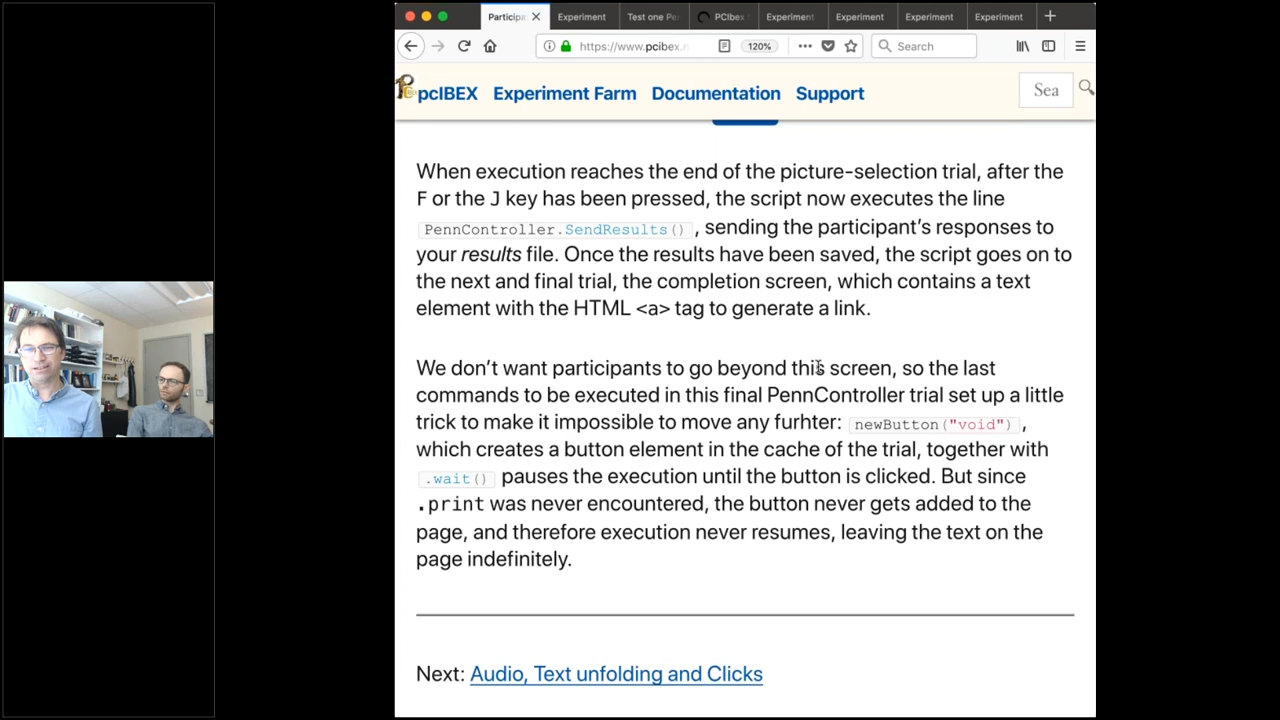 Participa
Experiment
Test one Pe
PCIbex
Experiment
Experiment
Experiment
Experiment
https://www.pcibex.n
120%
Search
pcIBEX Experiment Farm Documentation Support
Sea
When execution reaches the end of the picture-selection trial, after the
F or the J key has been pressed, the script now executes the line
PennController.SendResults() , sending the participant’s responses to
your results file. Once the results have been saved, the script goes on to
the next and final trial, the completion screen, which contains a text
element with the HTML <a> tag to generate a link.
We don’t want participants to go beyond this screen, so the last
commands to be executed in this final PennController trial set up a little
trick to make it impossible to move any furhter: newButton("void") ,
which creates a button element in the cache of the trial, together with
.wait() pauses the execution until the button is clicked. But since
.print was never encountered, the button never gets added to the
page, and therefore execution never resumes, leaving the text on the
page indefinitely.
Next: Audio, Text unfolding and Clicks